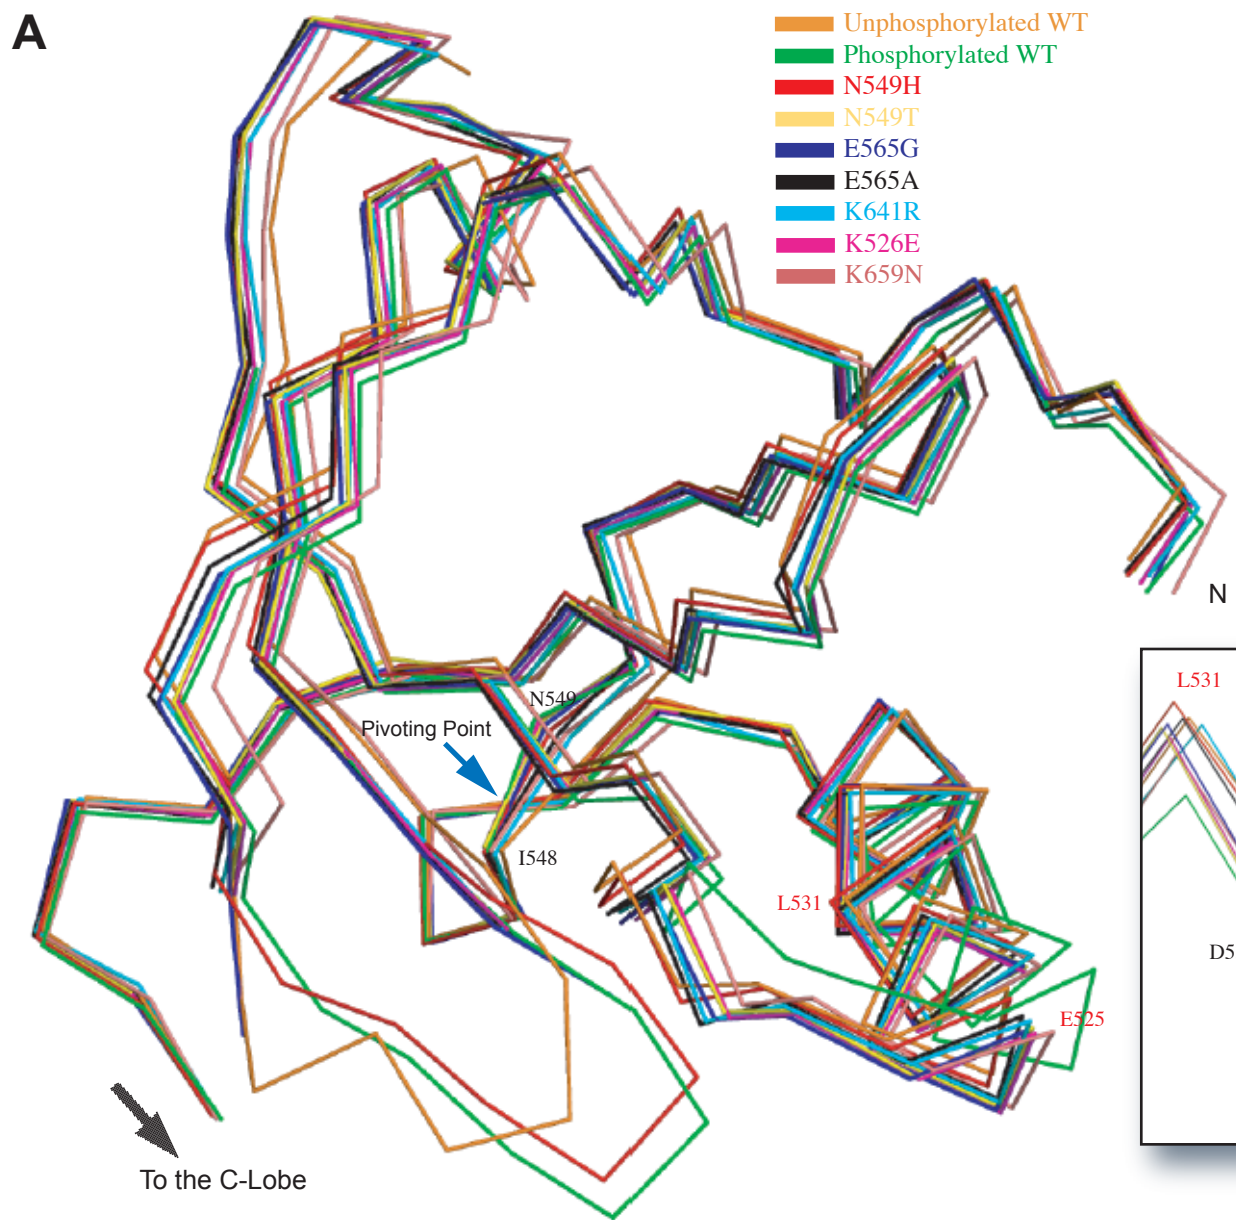 A
Unphosphorylated WT
Phosphorylated WT
N549H
N549T
E565G
E565A
K641R
K526E
K659N
N
L531
N549
Pivoting Point
I548
L531
D5
E525
To the C-Lobe